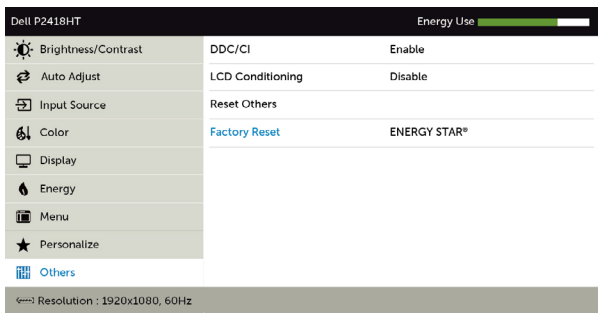 Dell P2418HT Energy Use
Brightness/Contrast DDC/CI Enable
Auto Adjust LCD Conditioning Disable
Input Source Reset Others
Color Factory Reset ENERGY STAR®
Display
Energy
Menu
Personalize
Others
Resolution : 1920x1080, 60Hz